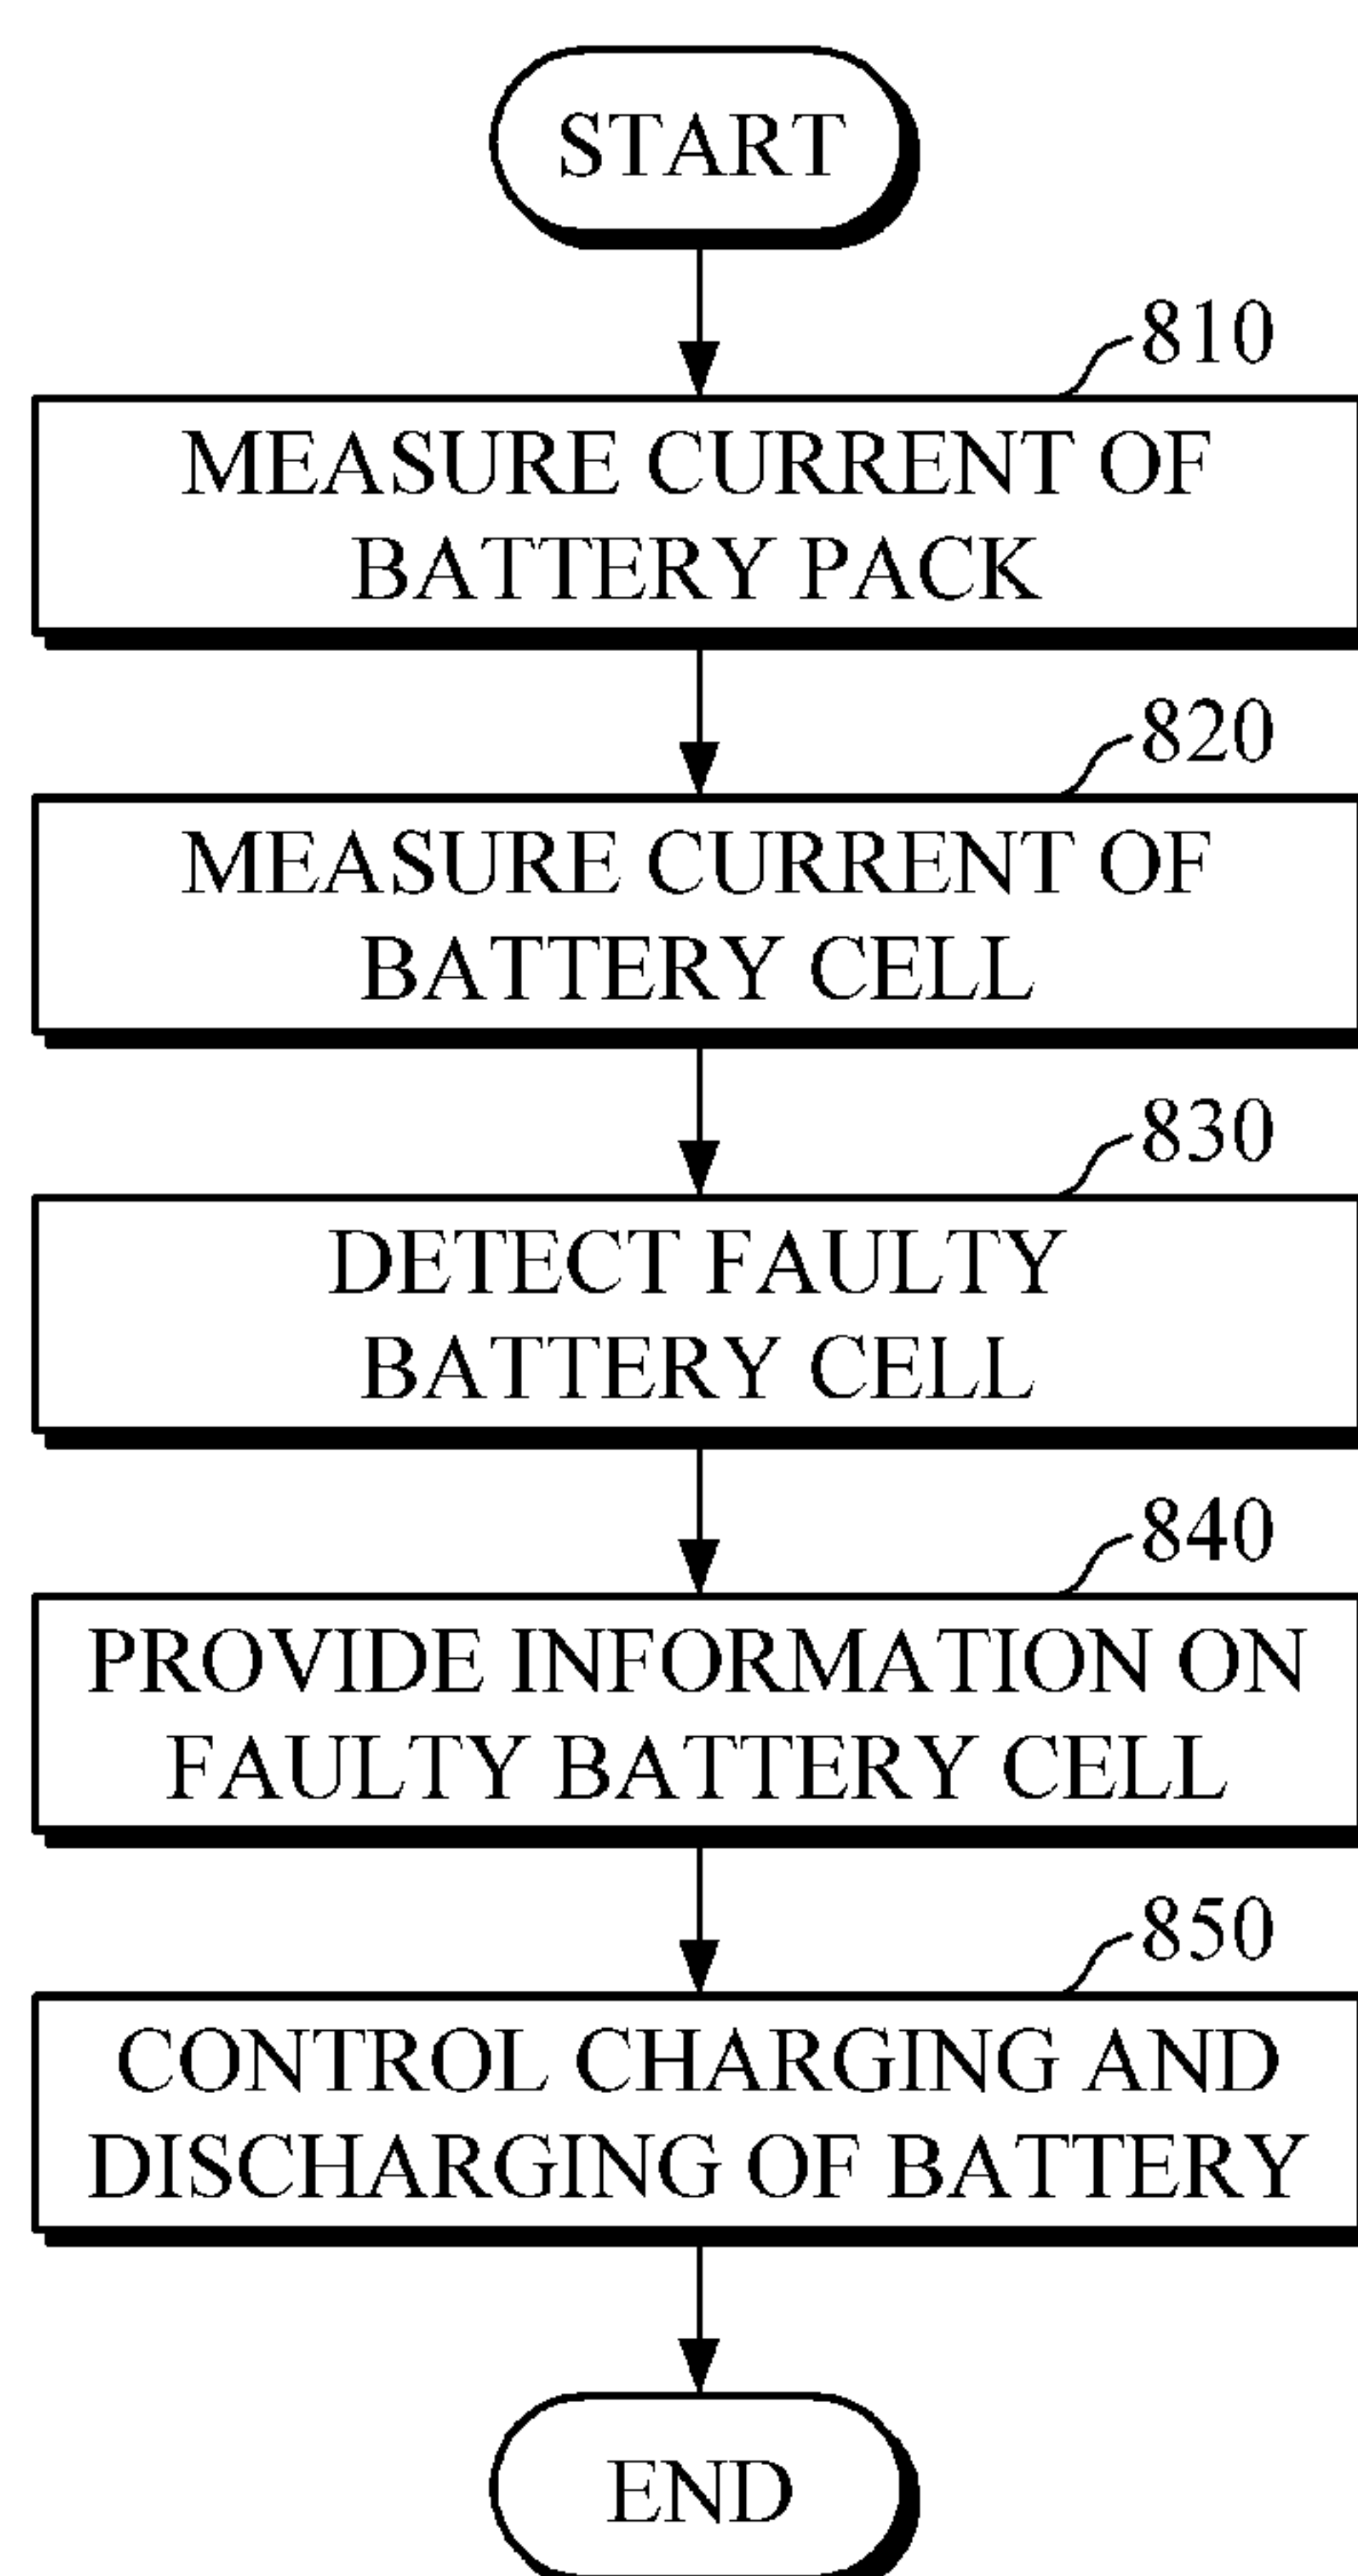 START
810
MEASURE CURRENT OF
BATTERY PACK
820
MEASURE CURRENT OF
BATTERY CELL
830
DETECT FAULTY
BATTERY CELL
840
PROVIDE INFORMATION ON
FAULTY BATTERY CELL
850
CONTROL CHARGING AND
DISCHARGING OF BATTERY
END